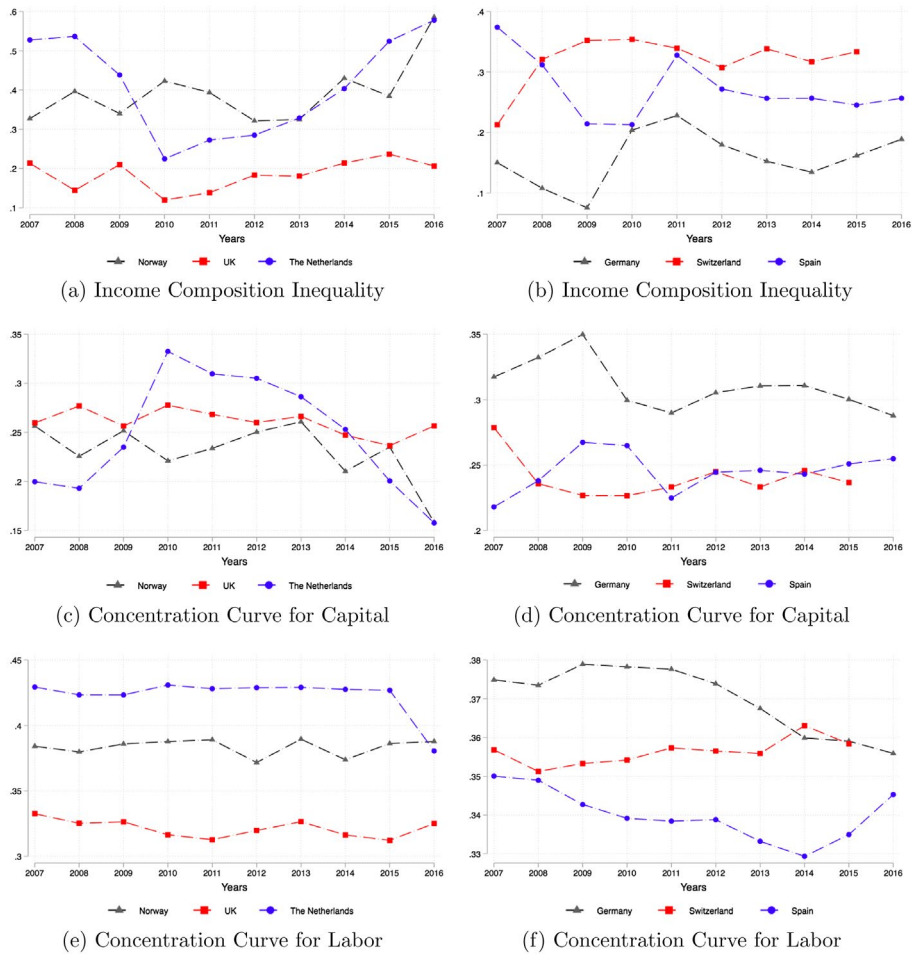 .6
.5
.4
.3
.2
.1
2007 2008 2009 2010 2011 2012 2013 2014 2015 2016
Years
Norway UK The Netherlands
(a) Income Composition Inequality
.4
.3
.2
.1
2007 2008 2009 2010 2011 2012 2013 2014 2015 2016
Years
Germany Switzerland Spain
(b) Income Composition Inequality
.35
.3
.25
.2
.15
2007 2008 2009 2010 2011 2012 2013 2014 2015 2016
Years
Norway UK The Netherlands
(c) Concentration Curve for Capital
.35
.3
.25
.2
2007 2008 2009 2010 2011 2012 2013 2014 2015 2016
Years
Germany Switzerland Spain
(d) Concentration Curve for Capital
.45
.4
.35
.3
2007 2008 2009 2010 2011 2012 2013 2014 2015 2016
Years
Norway UK The Netherlands
(e) Concentration Curve for Labor
.38
.37
.36
.35
.34
.33
2007 2008 2009 2010 2011 2012 2013 2014 2015 2016
Years
Germany Switzerland Spain
(f) Concentration Curve for Labor